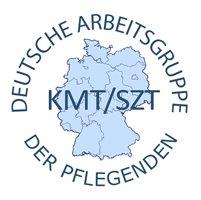 DEUTSCHE ARBEITSGRUPPE
KMT/SZT
DER PFLEGENDEN